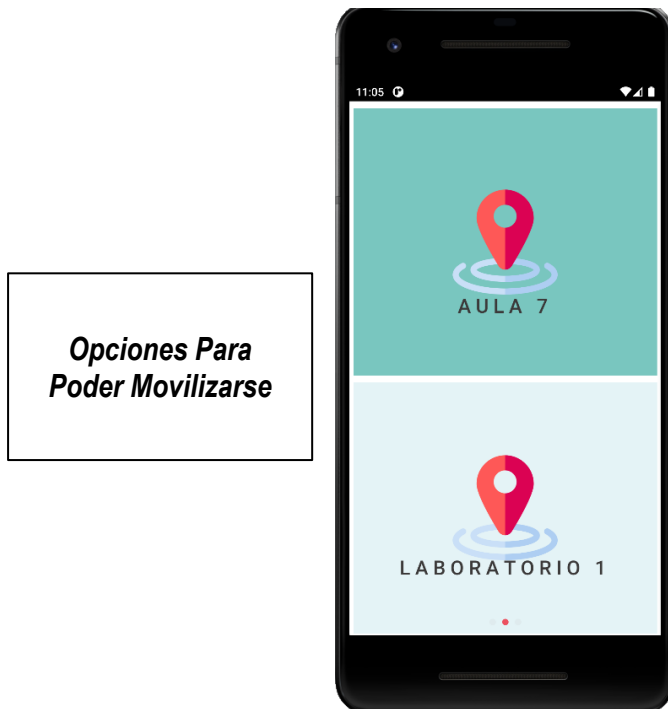 Opciones Para
Poder Movilizarse
11:05
AULA 7
LABORATORIO 1